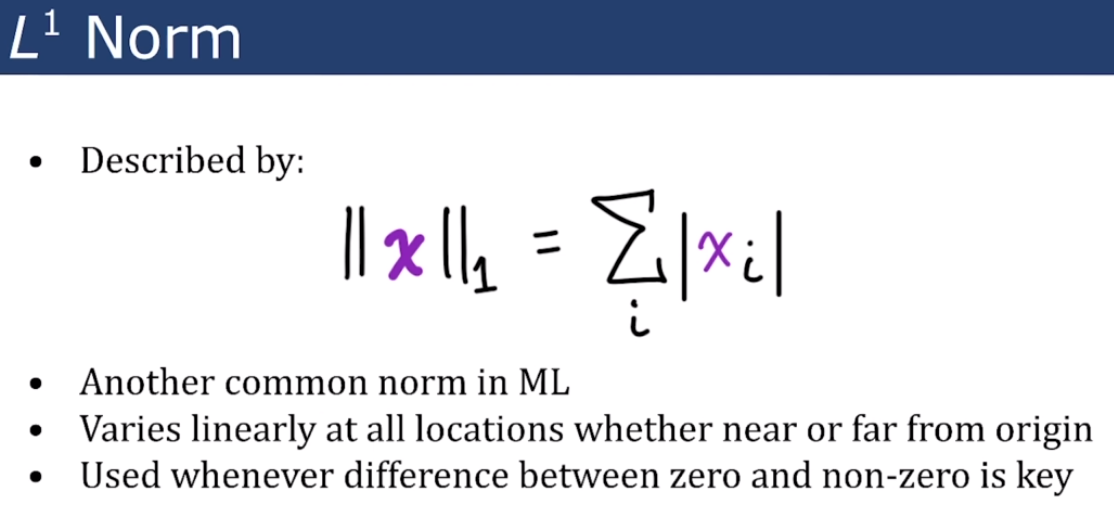 L¹ Norm
• Described by:
||x||₁ = Σᵢ |xᵢ|
• Another common norm in ML
• Varies linearly at all locations whether near or far from origin
• Used whenever difference between zero and non-zero is key